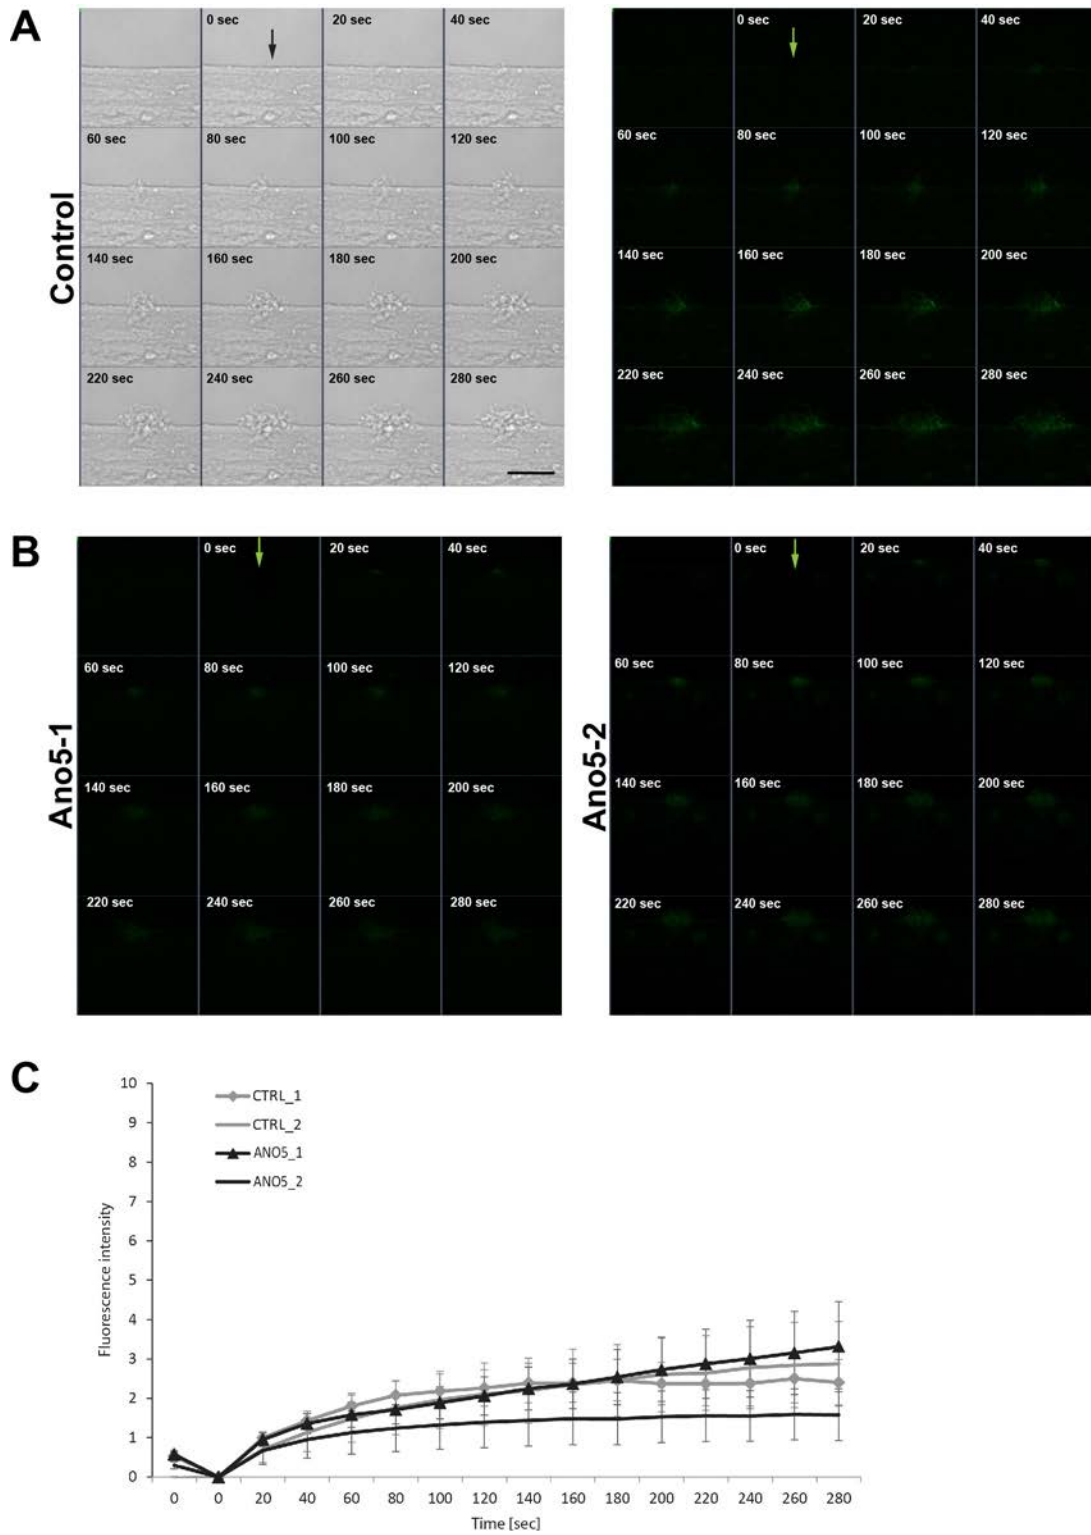 A
Control
0 sec 20 sec 40 sec
60 sec 80 sec 100 sec 120 sec
140 sec 160 sec 180 sec 200 sec
220 sec 240 sec 260 sec 280 sec
0 sec 20 sec 40 sec
60 sec 80 sec 100 sec 120 sec
140 sec 160 sec 180 sec 200 sec
220 sec 240 sec 260 sec 280 sec
B
Ano5-1
0 sec 20 sec 40 sec
60 sec 80 sec 100 sec 120 sec
140 sec 160 sec 180 sec 200 sec
220 sec 240 sec 260 sec 280 sec
Ano5-2
0 sec 20 sec 40 sec
60 sec 80 sec 100 sec 120 sec
140 sec 160 sec 180 sec 200 sec
220 sec 240 sec 260 sec 280 sec
C
Fluorescence intensity
10
9
8
7
6
5
4
3
2
1
0
CTRL_1
CTRL_2
ANO5_1
ANO5_2
0 0 20 40 60 80 100 120 140 160 180 200 220 240 260 280
Time [sec]